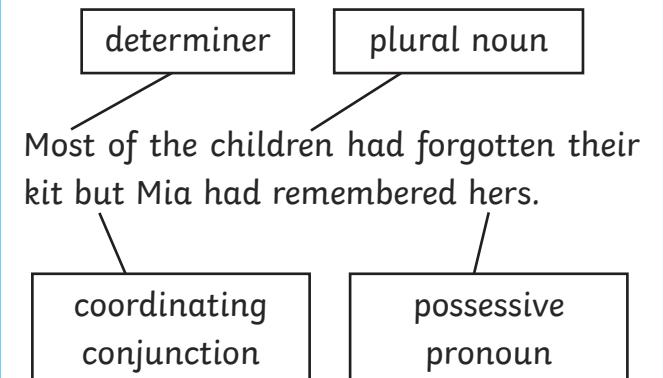 determiner
plural noun
Most of the children had forgotten their
kit but Mia had remembered hers.
coordinating
conjunction
possessive
pronoun